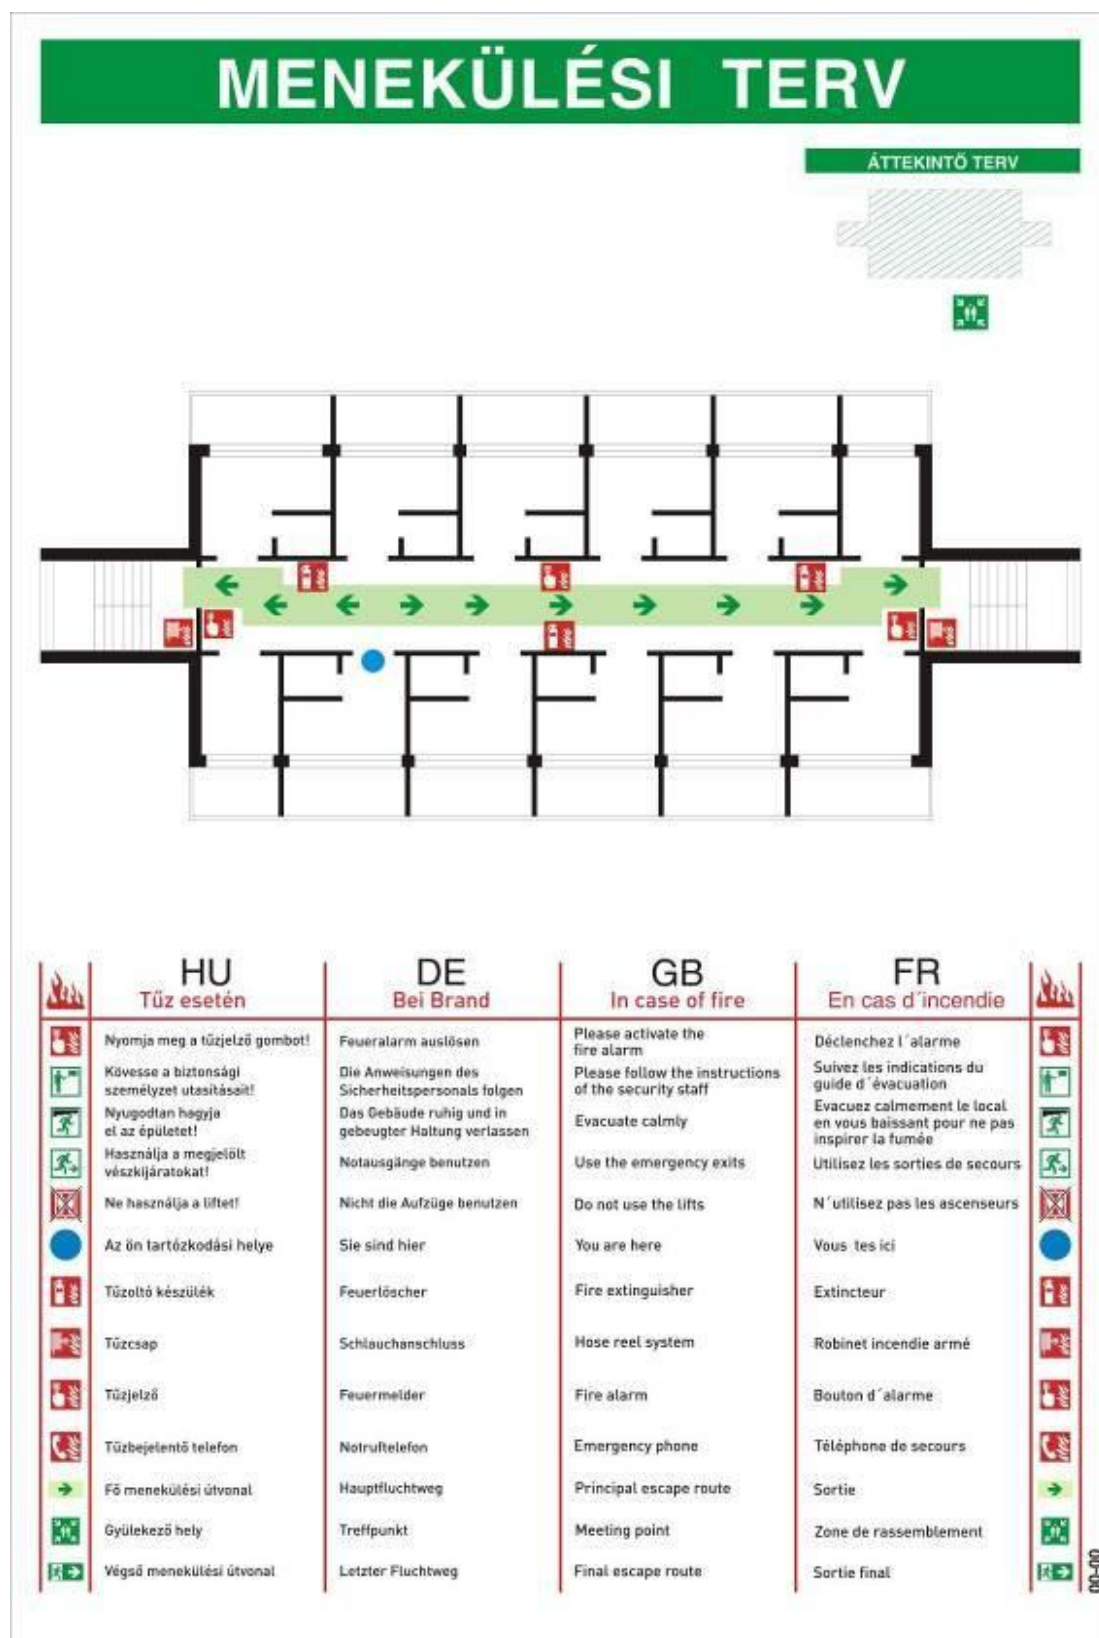 MENEKÜLÉSI TERV
ÁTTEKINTŐ TERV
HU
Tűz esetén
DE
Bei Brand
GB
In case of fire
FR
En cas d´incendie
Nyomja meg a tűzjelző gombot!
Feueralarm auslösen
Please activate the
fire alarm
Déclenchez l´alarme
Kövesse a biztonsági
személyzet utasításait!
Die Anweisungen des
Sicherheitspersonals folgen
Please follow the instructions
of the security staff
Suivez les indications du
guide d´évacuation
Nyugodtan hagyja
el az épületet!
Das Gebäude ruhig und in
gebeugter Haltung verlassen
Evacuate calmly
Evacuez calmement le local
en vous baissant pour ne pas
inspirer la fumée
Használja a megjelölt
vészkijáratokat!
Notausgänge benutzen
Use the emergency exits
Utilisez les sorties de secours
Ne használja a liftet!
Nicht die Aufzüge benutzen
Do not use the lifts
N´utilisez pas les ascenseurs
Az ön tartózkodási helye
Sie sind hier
You are here
Vous tes ici
Tűzoltó készülék
Feuerlöscher
Fire extinguisher
Extincteur
Tűzcsap
Schlauchanschluss
Hose reel system
Robinet incendie armé
Tűzjelző
Feuermelder
Fire alarm
Bouton d´alarme
Tűzbejelentő telefon
Notruftelefon
Emergency phone
Téléphone de secours
Fő menekülési útvonal
Hauptfluchtweg
Principal escape route
Sortie
Gyülekező hely
Treffpunkt
Meeting point
Zone de rassemblement
Végső menekülési útvonal
Letzter Fluchtweg
Final escape route
Sortie final
00-00